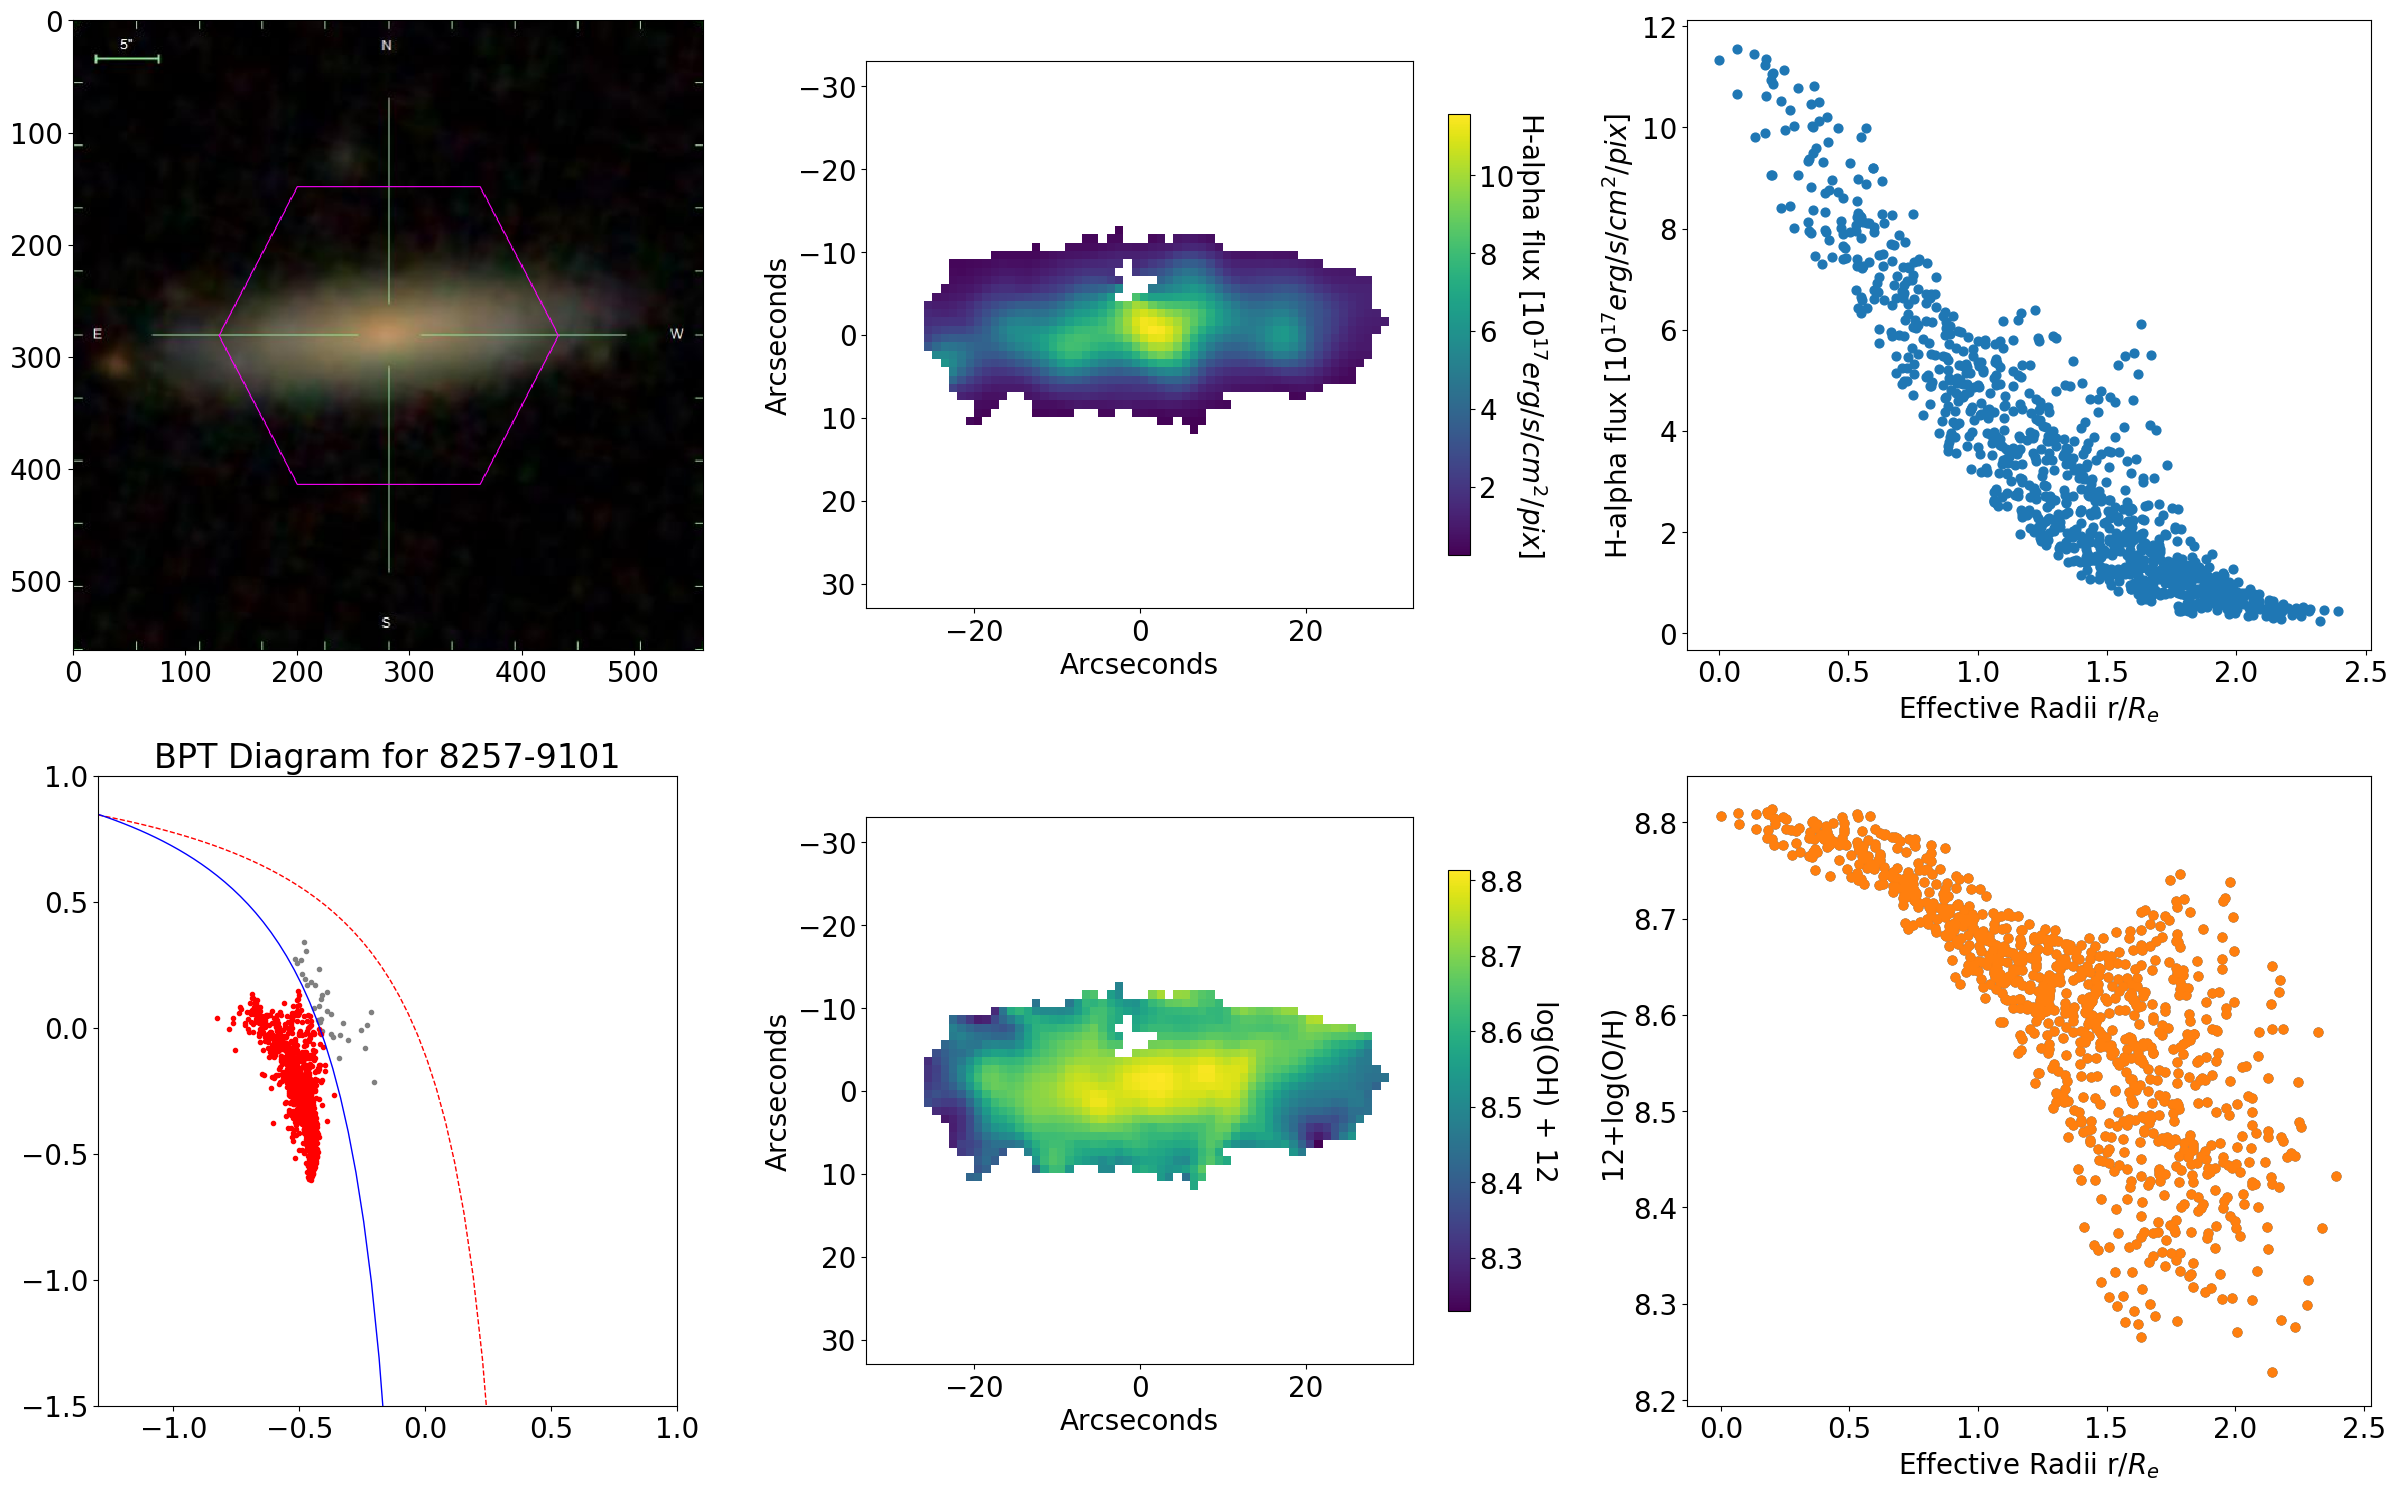 0
100
200
300
400
500
0 100 200 300 400 500
5"
N
E
W
S
−30
−20
−10
0
10
20
30
−20 0 20
Arcseconds
Arcseconds
10
8
6
4
2
H-alpha flux [10^17 erg/s/cm^2/pix]
12
10
8
6
4
2
0
0.0 0.5 1.0 1.5 2.0 2.5
H-alpha flux [10^17 erg/s/cm^2/pix]
Effective Radii r/R_e
BPT Diagram for 8257-9101
1.0
0.5
0.0
−0.5
−1.0
−1.5
−1.0 −0.5 0.0 0.5 1.0
−30
−20
−10
0
10
20
30
−20 0 20
Arcseconds
Arcseconds
8.8
8.7
8.6
8.5
8.4
8.3
log(OH) + 12
8.8
8.7
8.6
8.5
8.4
8.3
8.2
0.0 0.5 1.0 1.5 2.0 2.5
12+log(O/H)
Effective Radii r/R_e